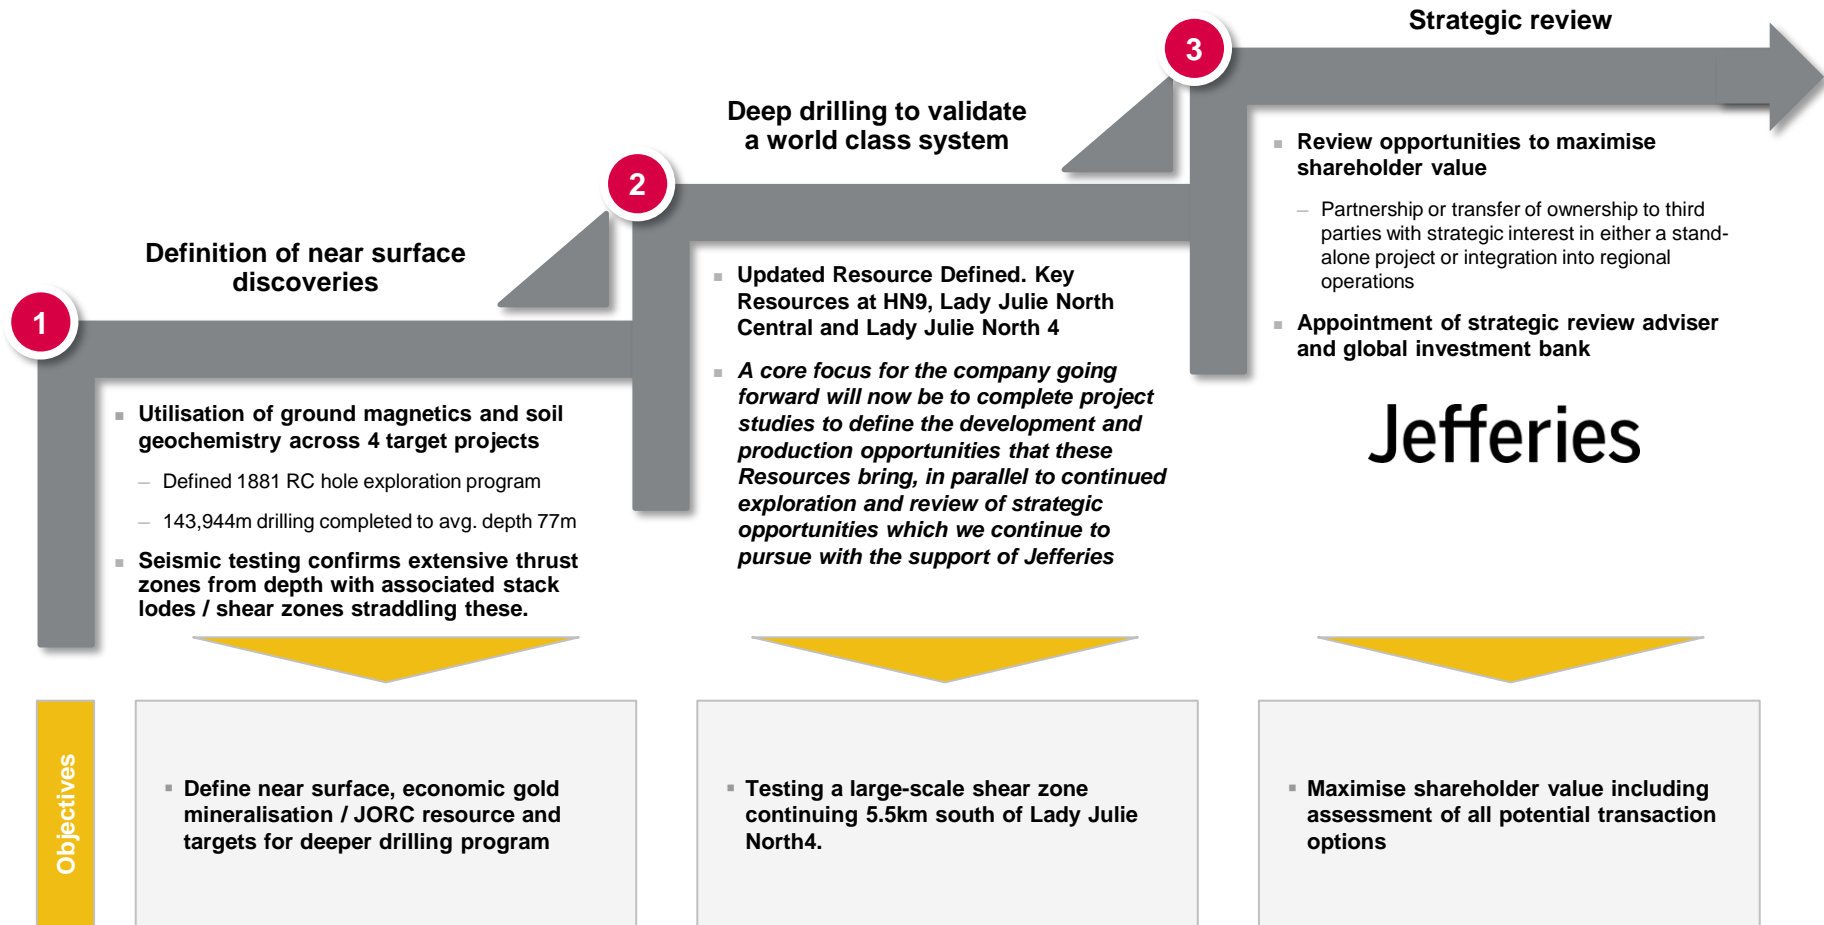 1
Definition of near surface
discoveries
Utilisation of ground magnetics and soil
geochemistry across 4 target projects
– Defined 1881 RC hole exploration program
– 143,944m drilling completed to avg. depth 77m
Seismic testing confirms extensive thrust
zones from depth with associated stack
lodes / shear zones straddling these.
2
Deep drilling to validate
a world class system
Updated Resource Defined. Key
Resources at HN9, Lady Julie North
Central and Lady Julie North 4
A core focus for the company going
forward will now be to complete project
studies to define the development and
production opportunities that these
Resources bring, in parallel to continued
exploration and review of strategic
opportunities which we continue to
pursue with the support of Jefferies
3
Strategic review
Review opportunities to maximise
shareholder value
– Partnership or transfer of ownership to third
parties with strategic interest in either a stand-
alone project or integration into regional
operations
Appointment of strategic review adviser
and global investment bank
Jefferies
Objectives
Define near surface, economic gold
mineralisation / JORC resource and
targets for deeper drilling program
Testing a large-scale shear zone
continuing 5.5km south of Lady Julie
North4.
Maximise shareholder value including
assessment of all potential transaction
options